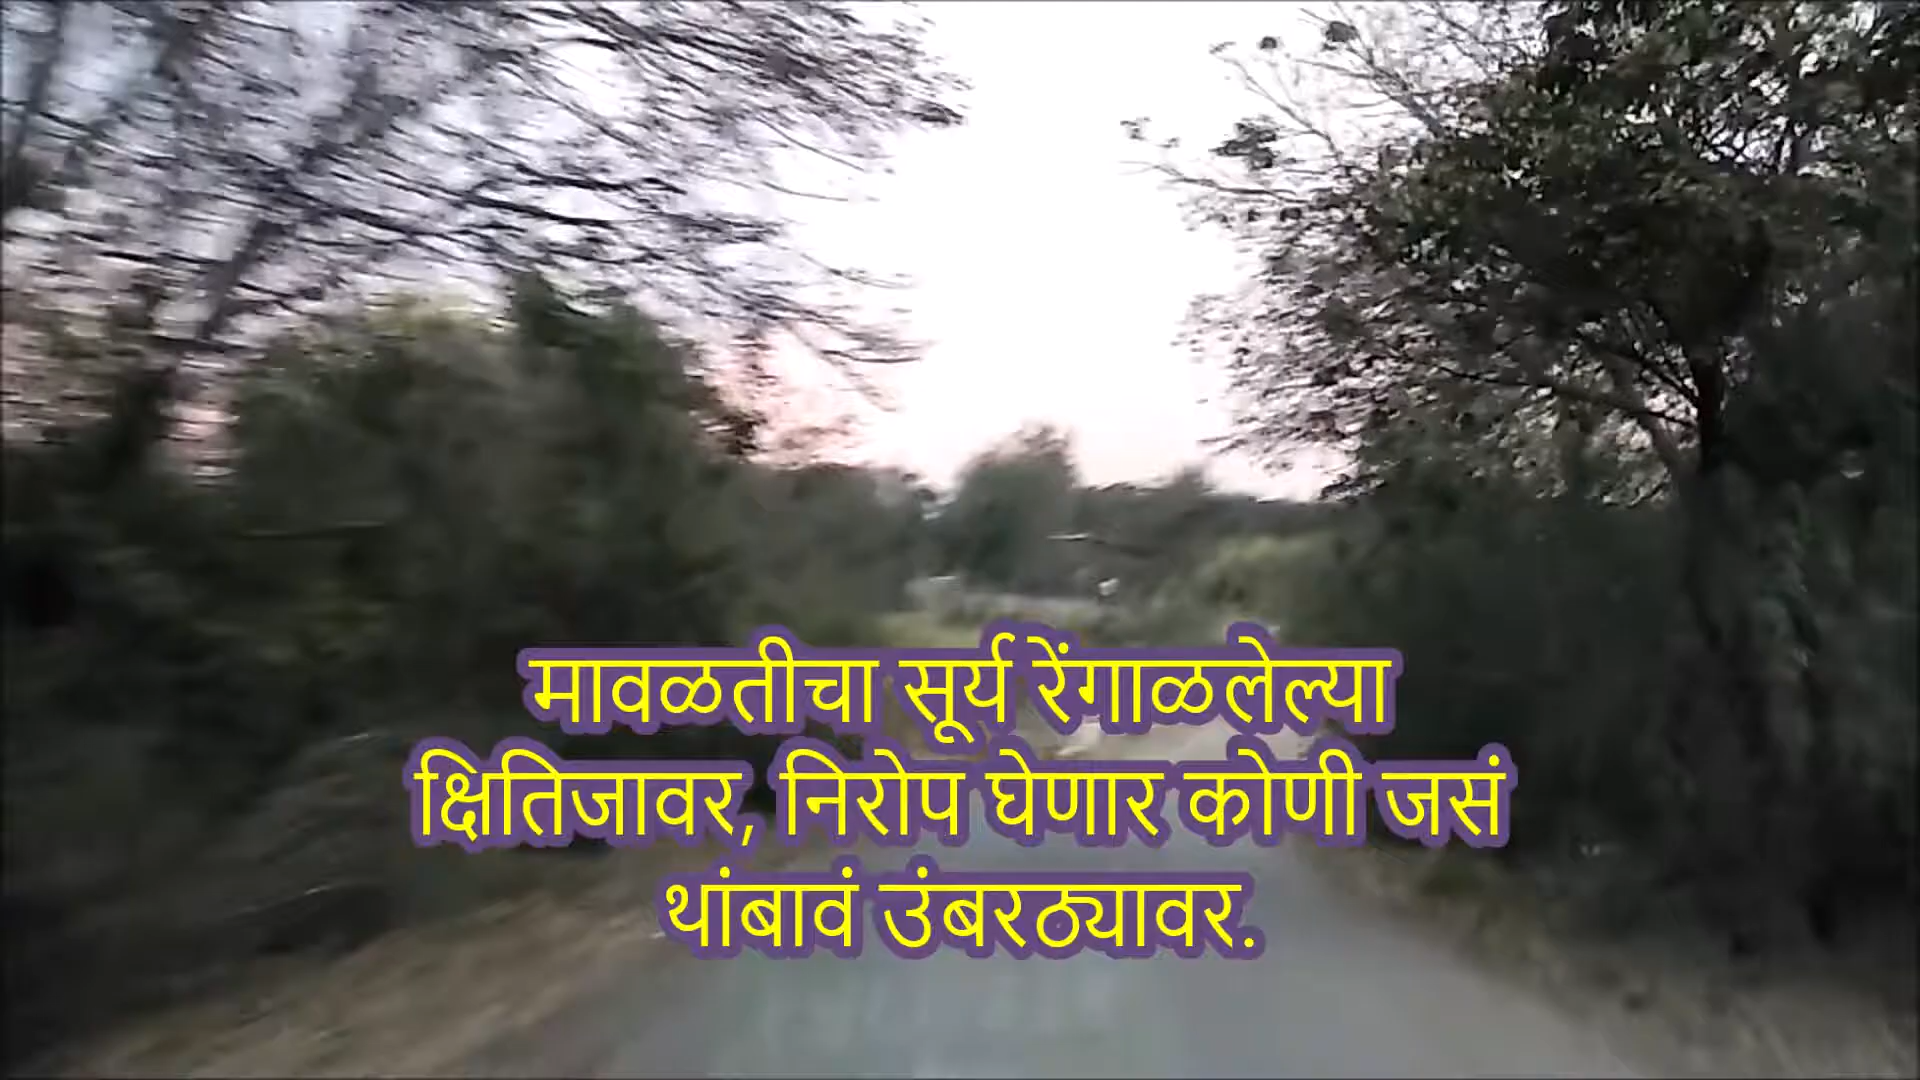 मावळतीचा सूर्य रेंगाळलेल्या
क्षितिजावर, निरोप घेणार कोणी जसं
थांबावं उंबरठ्यावर.